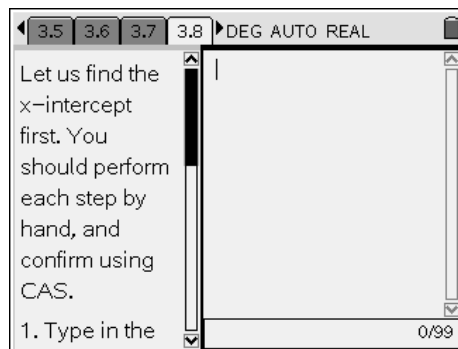 3.5 3.6 3.7 3.8 DEG AUTO REAL
Let us find the
x-intercept
first. You
should perform
each step by
hand, and
confirm using
CAS.
1. Type in the
0/99